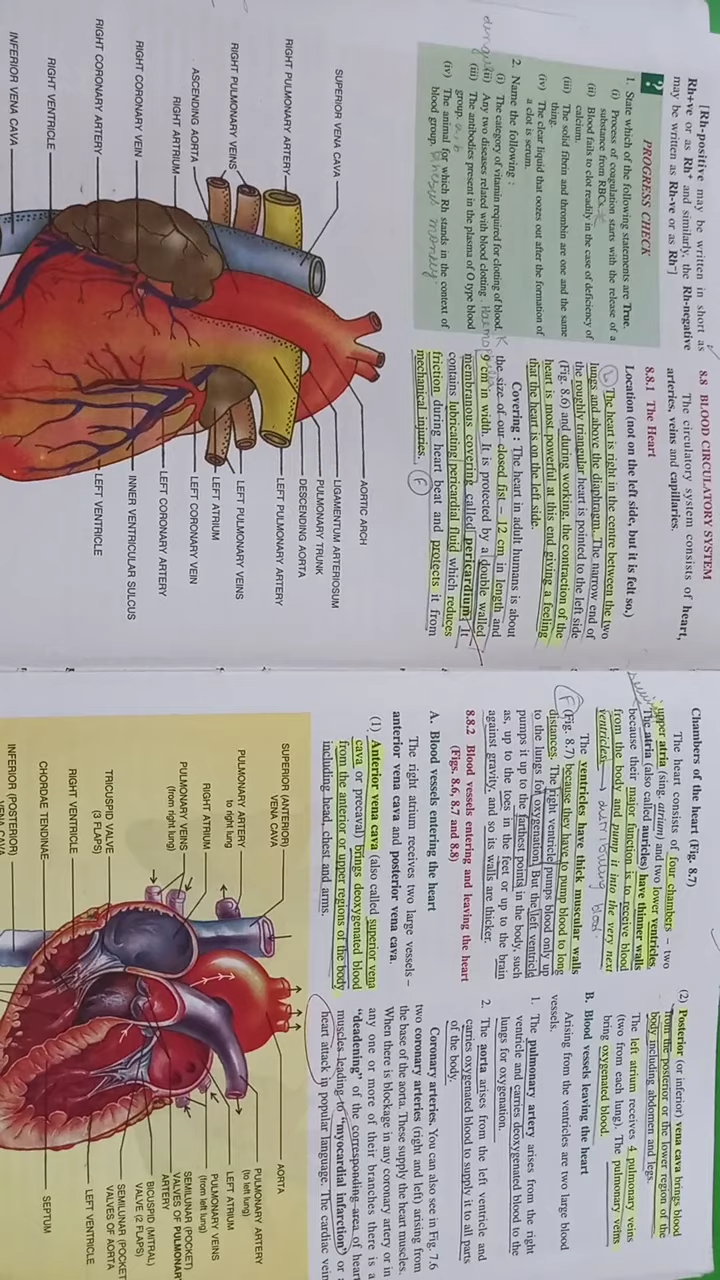 [Rh-positive may be written in short as
Rh+ve or as Rh⁺ and similarly, the Rh-negative
may be written as Rh-ve or as Rh⁻]
? PROGRESS CHECK
1. State which of the following statements are True.
(i) Process of coagulation starts with the release of a
substance from RBCs.
(ii) Blood fails to clot readily in the case of deficiency of
calcium.
(iii) The solid fibrin and thrombin are one and the same
thing.
(iv) The clear liquid that oozes out after the formation of
a clot is serum.
2. Name the following :
(i) The category of vitamin required for clotting of blood. K
(ii) Any two diseases related with blood clotting
(iii) The antibodies present in the plasma of O type blood
group. a, b
(iv) The animal for which Rh stands in the context of
blood group. Rhesus monkey
SUPERIOR VENA CAVA
RIGHT PULMONARY ARTERY
RIGHT PULMONARY VEINS
ASCENDING AORTA
RIGHT ARTRIUM
RIGHT CORONARY VEIN
RIGHT CORONARY ARTERY
RIGHT VENTRICLE
INFERIOR VENA CAVA
8.8 BLOOD CIRCULATORY SYSTEM
The circulatory system consists of heart,
arteries, veins and capillaries.
8.8.1 The Heart
Location (not on the left side, but it is felt so.)
The heart is right in the centre between the two
lungs and above the diaphragm. The narrow end of
the roughly triangular heart is pointed to the left side
(Fig. 8.6) and during working, the contraction of the
heart is most powerful at this end giving a feeling
that the heart is on the left side.
Covering : The heart in adult humans is about
the size of our closed fist – 12 cm in length and
9 cm in width. It is protected by a double walled
membranous covering called pericardium. It
contains lubricating pericardial fluid which reduces
friction during heart beat and protects it from
mechanical injuries. F
AORTIC ARCH
LIGAMENTUM ARTERIOSUM
PULMONARY TRUNK
DESCENDING AORTA
LEFT PULMONARY ARTERY
LEFT PULMONARY VEINS
LEFT ATRIUM
LEFT CORONARY VEIN
LEFT CORONARY ARTERY
INNER VENTRICULAR SULCUS
LEFT VENTRICLE
Chambers of the heart (Fig. 8.7)
The heart consists of four chambers – two
upper atria (sing. atrium) and two lower ventricles.
The atria (also called auricles) have thinner walls
because their major function is to receive blood
from the body and pump it into the very next
ventricles.
The ventricles have thick muscular walls
F (Fig. 8.7) because they have to pump blood to long
distances. The right ventricle pumps blood only up
to the lungs for oxygenation. But the left ventricle
pumps it up to the farthest points in the body, such
as, up to the toes in the feet or up to the brain
against gravity, and so its walls are thicker.
8.8.2 Blood vessels entering and leaving the heart
(Figs. 8.6, 8.7 and 8.8)
A. Blood vessels entering the heart
The right atrium receives two large vessels –
anterior vena cava and posterior vena cava.
(1) Anterior vena cava (also called superior vena
cava or precaval) brings deoxygenated blood
from the anterior or upper regions of the body
including head, chest and arms.
(2) Posterior (or inferior) vena cava brings blood
from the posterior or the lower region of the
body including abdomen and legs.
The left atrium receives 4 pulmonary veins
(two from each lung). The pulmonary veins
bring oxygenated blood.
B. Blood vessels leaving the heart
Arising from the ventricles are two large blood
vessels.
1. The pulmonary artery arises from the right
ventricle and carries deoxygenated blood to the
lungs for oxygenation.
2. The aorta arises from the left ventricle and
carries oxygenated blood to supply it to all parts
of the body.
Coronary arteries. You can also see in Fig. 7.6
two coronary arteries (right and left) arising from
the base of the aorta. These supply the heart muscles.
When there is blockage in any coronary artery or in
any one or more of their branches there is a
"deadening" of the corresponding area of heart
muscles leading to "myocardial infarction" or a
heart attack in popular language. The cardiac vein
SUPERIOR (ANTERIOR)
VENA CAVA
PULMONARY ARTERY
to right lung
RIGHT ATRIUM
PULMONARY VEINS
(from right lung)
TRICUSPID VALVE
(3 FLAPS)
RIGHT VENTRICLE
CHORDAE TENDINAE
INFERIOR (POSTERIOR)
VENA CAVA
AORTA
PULMONARY ARTERY
(to left lung)
LEFT ATRIUM
PULMONARY VEINS
(from left lung)
SEMILUNAR (POCKET)
VALVES OF PULMONARY
ARTERY
BICUSPID (MITRAL)
VALVE (2 FLAPS)
SEMILUNAR (POCKET
VALVES OF AORTA
LEFT VENTRICLE
SEPTUM